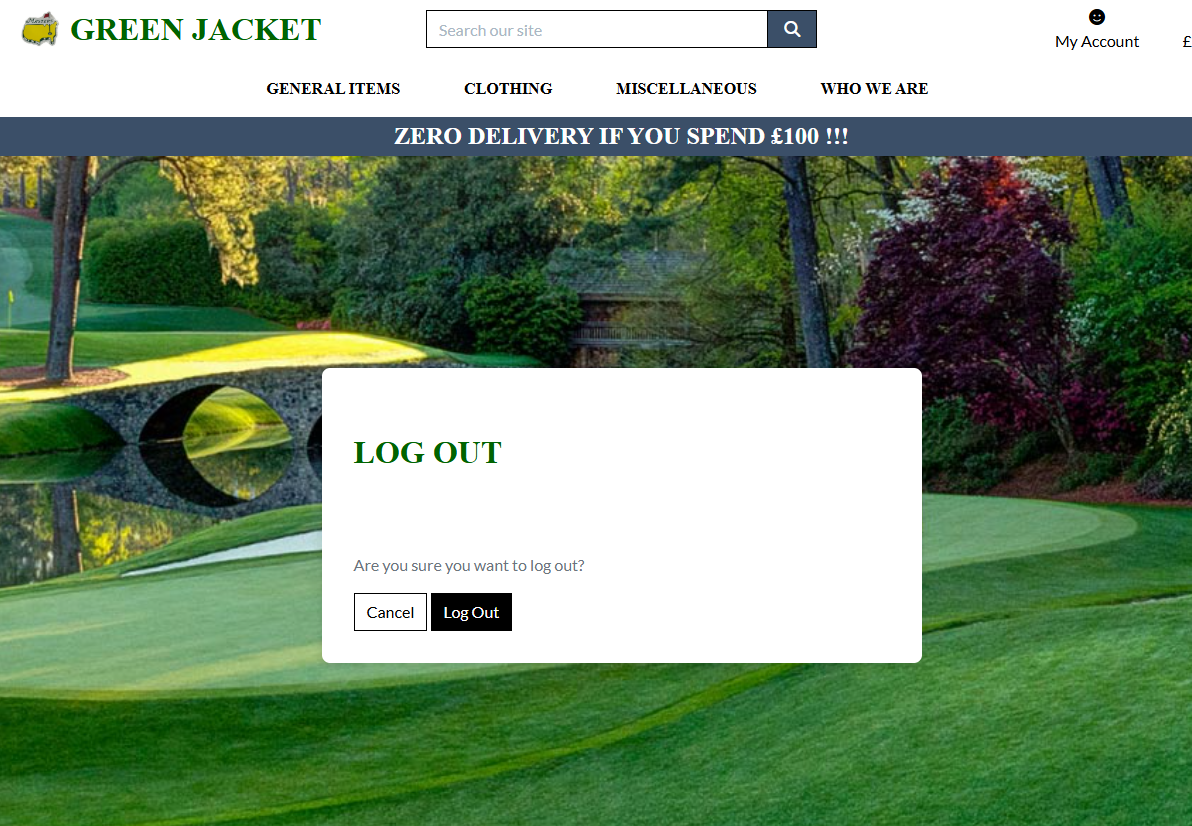 Masters
GREEN JACKET
Search our site
My Account
£
GENERAL ITEMS
CLOTHING
MISCELLANEOUS
WHO WE ARE
ZERO DELIVERY IF YOU SPEND £100 !!!
LOG OUT
Are you sure you want to log out?
Cancel
Log Out